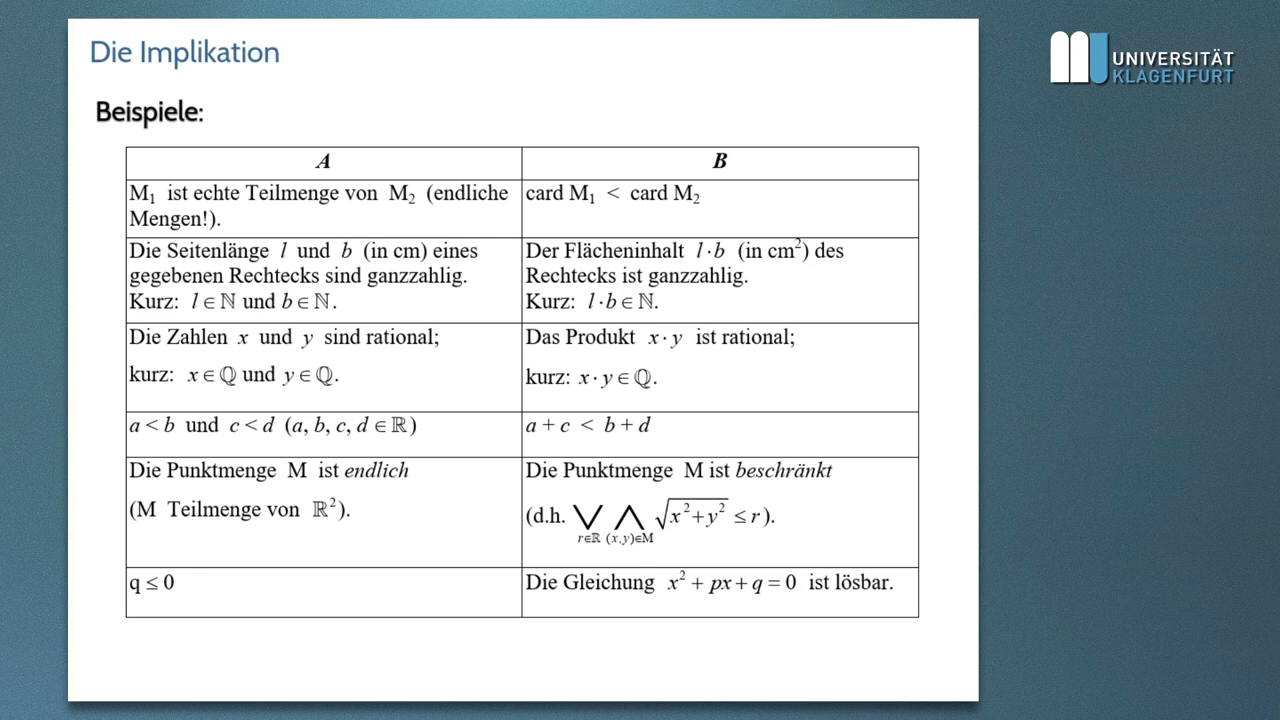 Die Implikation
UNIVERSITÄT
KLAGENFURT
Beispiele:
A
B
M₁ ist echte Teilmenge von M₂ (endliche
Mengen!).
card M₁ < card M₂
Die Seitenlänge l und b (in cm) eines
gegebenen Rechtecks sind ganzzahlig.
Kurz: l ∈ ℕ und b ∈ ℕ.
Der Flächeninhalt l·b (in cm²) des
Rechtecks ist ganzzahlig.
Kurz: l·b ∈ ℕ.
Die Zahlen x und y sind rational;
kurz: x ∈ ℚ und y ∈ ℚ.
Das Produkt x·y ist rational;
kurz: x·y ∈ ℚ.
a < b und c < d (a, b, c, d ∈ ℝ)
a + c < b + d
Die Punktmenge M ist endlich
(M Teilmenge von ℝ²).
Die Punktmenge M ist beschränkt
(d.h. ⋁ ⋀ √x²+y² ≤ r).
r∈ℝ (x,y)∈M
q ≤ 0
Die Gleichung x² + px + q = 0 ist lösbar.